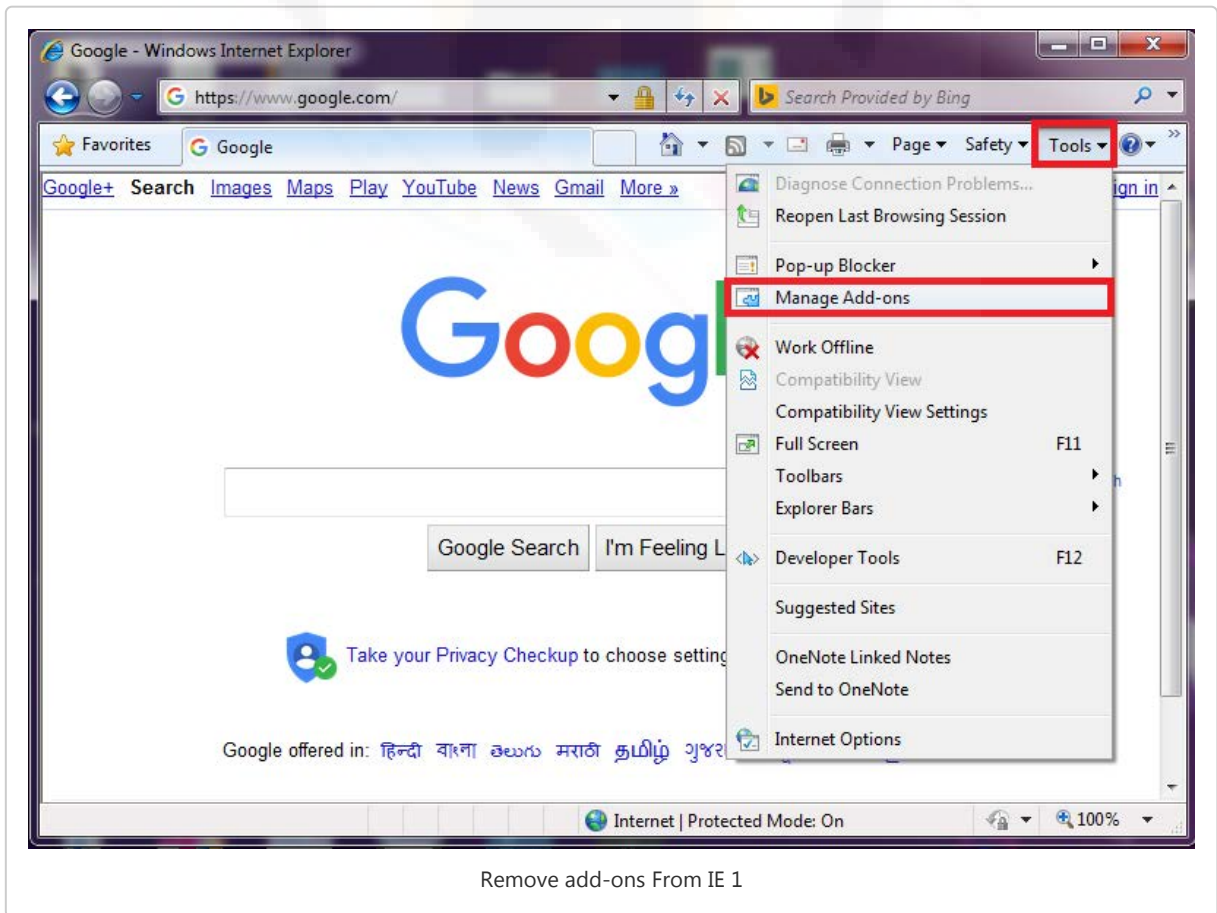 Google - Windows Internet Explorer
https://www.google.com/ Search Provided by Bing
Favorites Google Page Safety Tools
Google+ Search Images Maps Play YouTube News Gmail More » ign in
Diagnose Connection Problems...
Reopen Last Browsing Session
Pop-up Blocker
Manage Add-ons
Googl
Work Offline
Compatibility View
Compatibility View Settings
Full Screen F11
Toolbars
h
Explorer Bars
Google Search I'm Feeling L
Developer Tools F12
Suggested Sites
Take your Privacy Checkup to choose setting
OneNote Linked Notes
Send to OneNote
Internet Options
Google offered in: हिन्दी বাংলা తెలుగు मराठी தமிழ் ગુજરા
Internet | Protected Mode: On 100%
Remove add-ons From IE 1